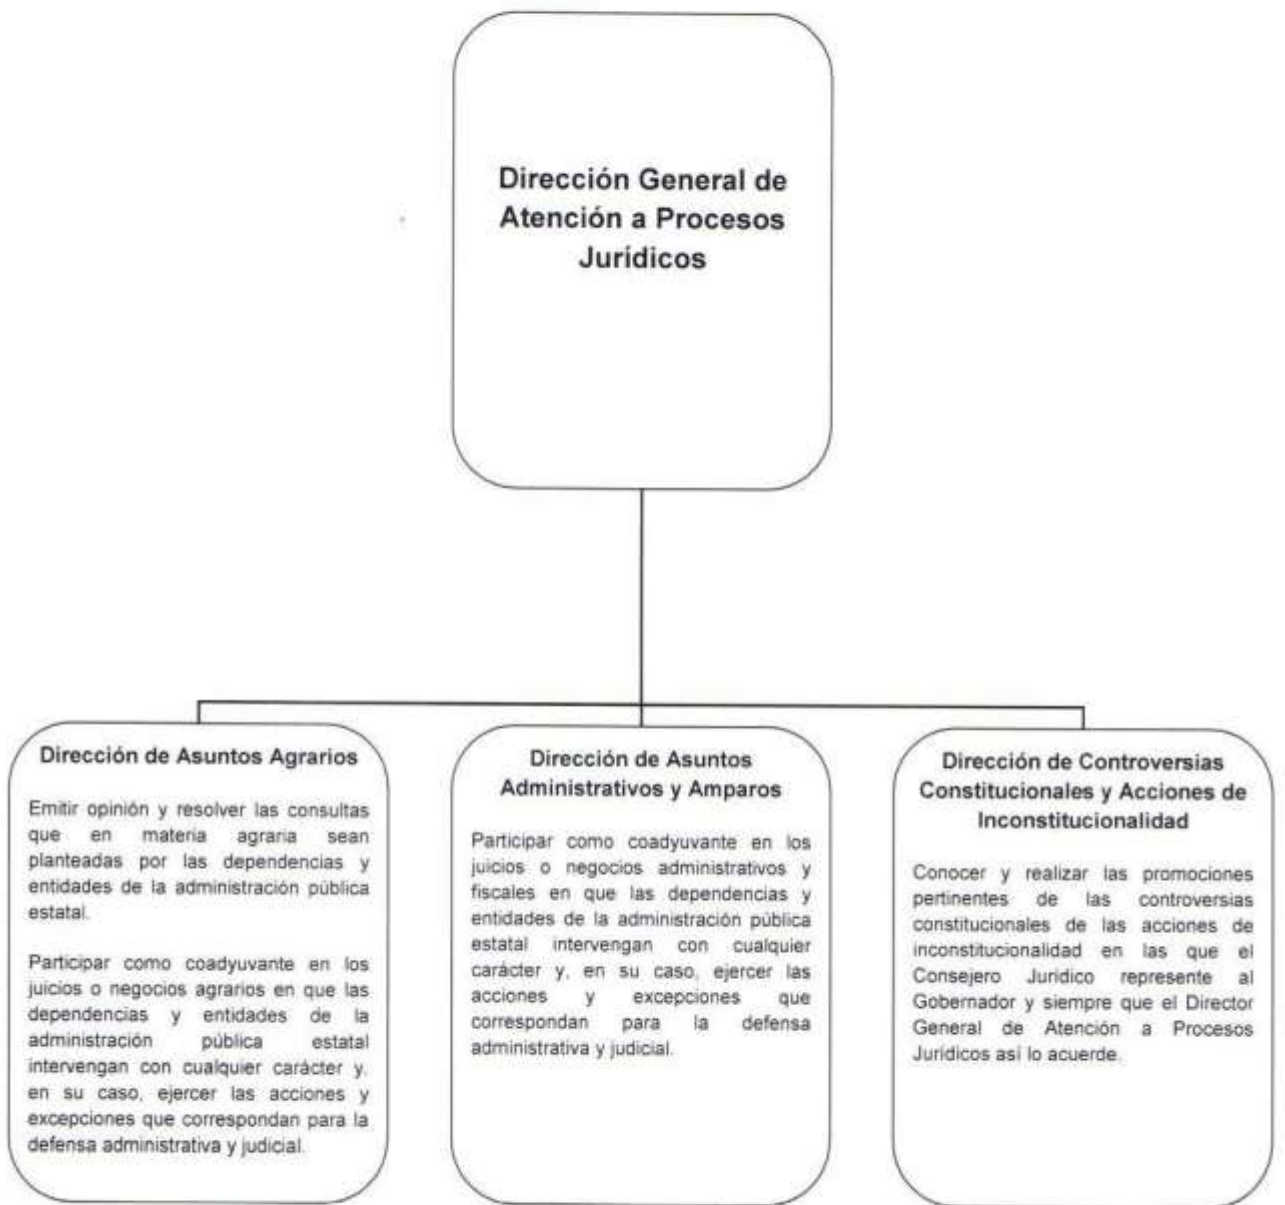 Dirección General de
Atención a Procesos
Jurídicos
Dirección de Asuntos Agrarios
Emitir opinión y resolver las consultas
que en materia agraria sean
planteadas por las dependencias y
entidades de la administración pública
estatal.
Participar como coadyuvante en los
juicios o negocios agrarios en que las
dependencias y entidades de la
administración pública estatal
intervengan con cualquier carácter y,
en su caso, ejercer las acciones y
excepciones que correspondan para la
defensa administrativa y judicial.
Dirección de Asuntos
Administrativos y Amparos
Participar como coadyuvante en los
juicios o negocios administrativos y
fiscales en que las dependencias y
entidades de la administración pública
estatal intervengan con cualquier
carácter y, en su caso, ejercer las
acciones y excepciones que
correspondan para la defensa
administrativa y judicial.
Dirección de Controversias
Constitucionales y Acciones de
Inconstitucionalidad
Conocer y realizar las promociones
pertinentes de las controversias
constitucionales de las acciones de
inconstitucionalidad en las que el
Consejero Jurídico represente al
Gobernador y siempre que el Director
General de Atención a Procesos
Jurídicos así lo acuerde.